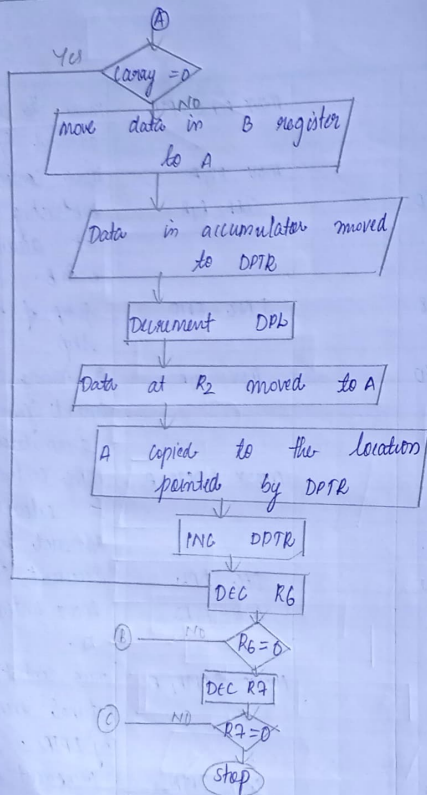 A
Yes
Caray =0
NO
Move data in B register
to A
Data in accumulator moved
to DPTR
Decrement DPL
Data at R2 moved to A
A copied to the location
pointed by DPTR
INC DPTR
DEC R6
B NO R6=0
DEC R7
C NO R7=0
Stop